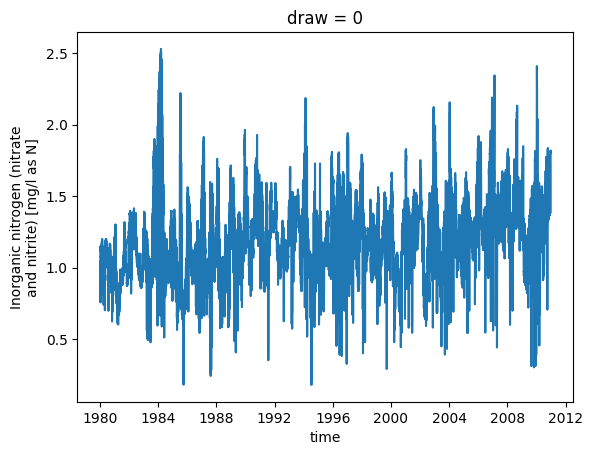 draw = 0
Inorganic nitrogen (nitrate
and nitrite) [mg/l as N]
2.5
2.0
1.5
1.0
0.5
1980 1984 1988 1992 1996 2000 2004 2008 2012
time